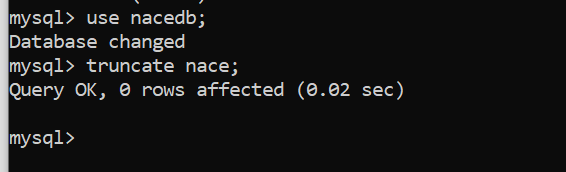 mysql> use nacedb;
Database changed
mysql> truncate nace;
Query OK, 0 rows affected (0.02 sec)
mysql>